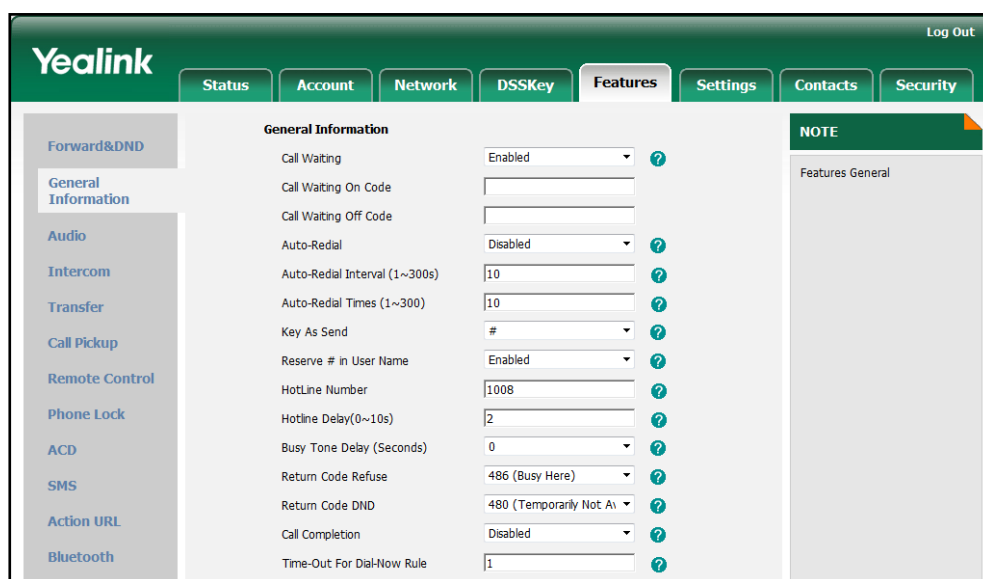 Log Out
Yealink
Status
Account
Network
DSSKey
Features
Settings
Contacts
Security
Forward&DND
General
Information
Audio
Intercom
Transfer
Call Pickup
Remote Control
Phone Lock
ACD
SMS
Action URL
Bluetooth
General Information
Call Waiting Enabled ?
Call Waiting On Code
Call Waiting Off Code
Auto-Redial Disabled ?
Auto-Redial Interval (1~300s) 10 ?
Auto-Redial Times (1~300) 10 ?
Key As Send # ?
Reserve # in User Name Enabled ?
HotLine Number 1008 ?
Hotline Delay(0~10s) 2 ?
Busy Tone Delay (Seconds) 0 ?
Return Code Refuse 486 (Busy Here) ?
Return Code DND 480 (Temporarily Not A ?
Call Completion Disabled ?
Time-Out For Dial-Now Rule 1 ?
NOTE
Features General